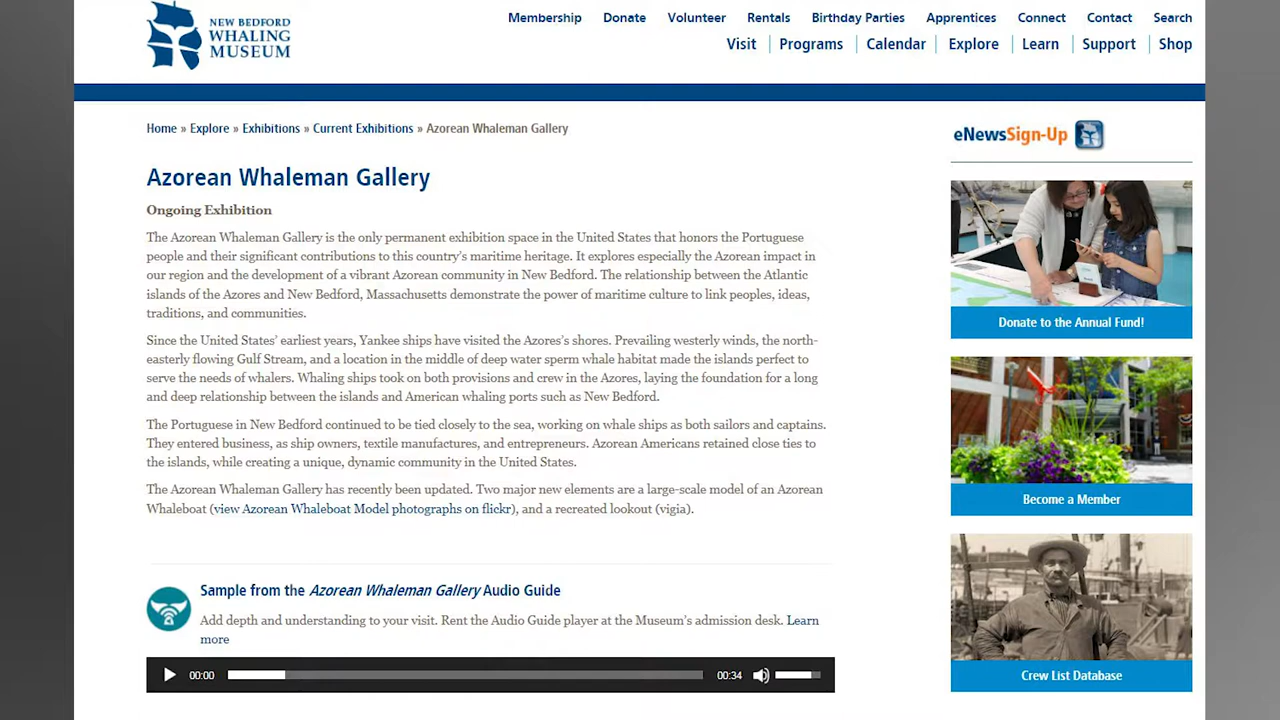 NEW BEDFORD
WHALING
MUSEUM
Membership Donate Volunteer Rentals Birthday Parties Apprentices Connect Contact Search
Visit Programs Calendar Explore Learn Support Shop
Home » Explore » Exhibitions » Current Exhibitions » Azorean Whaleman Gallery
Azorean Whaleman Gallery
Ongoing Exhibition
The Azorean Whaleman Gallery is the only permanent exhibition space in the United States that honors the Portuguese
people and their significant contributions to this country's maritime heritage. It explores especially the Azorean impact in
our region and the development of a vibrant Azorean community in New Bedford. The relationship between the Atlantic
islands of the Azores and New Bedford, Massachusetts demonstrate the power of maritime culture to link peoples, ideas,
traditions, and communities.
Since the United States' earliest years, Yankee ships have visited the Azores's shores. Prevailing westerly winds, the north-
easterly flowing Gulf Stream, and a location in the middle of deep water sperm whale habitat made the islands perfect to
serve the needs of whalers. Whaling ships took on both provisions and crew in the Azores, laying the foundation for a long
and deep relationship between the islands and American whaling ports such as New Bedford.
The Portuguese in New Bedford continued to be tied closely to the sea, working on whale ships as both sailors and captains.
They entered business, as ship owners, textile manufactures, and entrepreneurs. Azorean Americans retained close ties to
the islands, while creating a unique, dynamic community in the United States.
The Azorean Whaleman Gallery has recently been updated. Two major new elements are a large-scale model of an Azorean
Whaleboat (view Azorean Whaleboat Model photographs on flickr), and a recreated lookout (vigia).
Sample from the Azorean Whaleman Gallery Audio Guide
Add depth and understanding to your visit. Rent the Audio Guide player at the Museum's admission desk. Learn
more
00:00 00:34
eNewsSign-Up
Donate to the Annual Fund!
Become a Member
Crew List Database